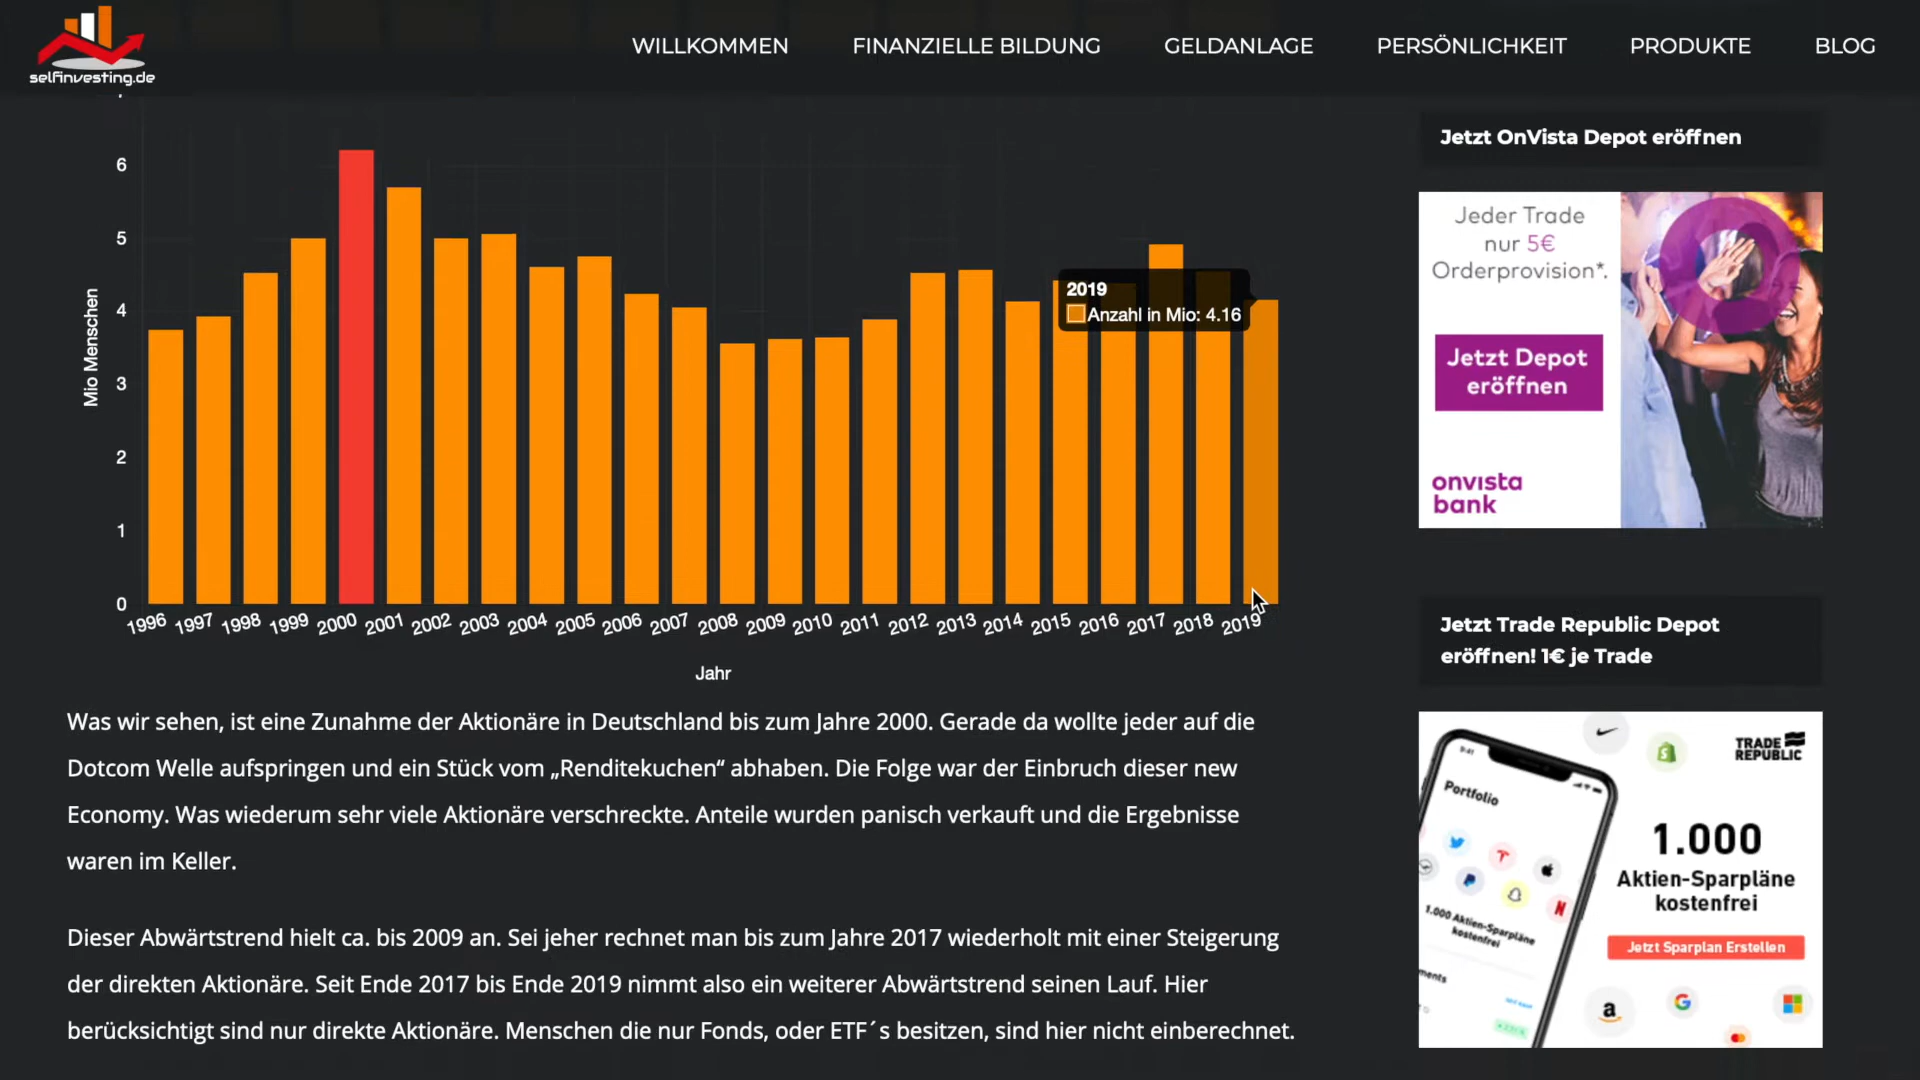 selfinvesting.de
WILLKOMMEN
FINANZIELLE BILDUNG
GELDANLAGE
PERSÖNLICHKEIT
PRODUKTE
BLOG
6
5
4
3
2
1
0
Mio Menschen
2019
Anzahl in Mio: 4.16
1996 1997 1998 1999 2000 2001 2002 2003 2004 2005 2006 2007 2008 2009 2010 2011 2012 2013 2014 2015 2016 2017 2018 2019
Jahr
Was wir sehen, ist eine Zunahme der Aktionäre in Deutschland bis zum Jahre 2000. Gerade da wollte jeder auf die
Dotcom Welle aufspringen und ein Stück vom „Renditekuchen“ abhaben. Die Folge war der Einbruch dieser new
Economy. Was wiederum sehr viele Aktionäre verschreckte. Anteile wurden panisch verkauft und die Ergebnisse
waren im Keller.
Dieser Abwärtstrend hielt ca. bis 2009 an. Sei jeher rechnet man bis zum Jahre 2017 wiederholt mit einer Steigerung
der direkten Aktionäre. Seit Ende 2017 bis Ende 2019 nimmt also ein weiterer Abwärtstrend seinen Lauf. Hier
berücksichtigt sind nur direkte Aktionäre. Menschen die nur Fonds, oder ETF´s besitzen, sind hier nicht einberechnet.
Jetzt OnVista Depot eröffnen
Jeder Trade
nur 5€
Orderprovision*.
Jetzt Depot
eröffnen
onvista
bank
Jetzt Trade Republic Depot
eröffnen! 1€ je Trade
9:41
Portfolio
1.000 Aktien-Sparpläne
kostenfrei
TRADE
REPUBLIC
1.000
Aktien-Sparpläne
kostenfrei
Jetzt Sparplan Erstellen